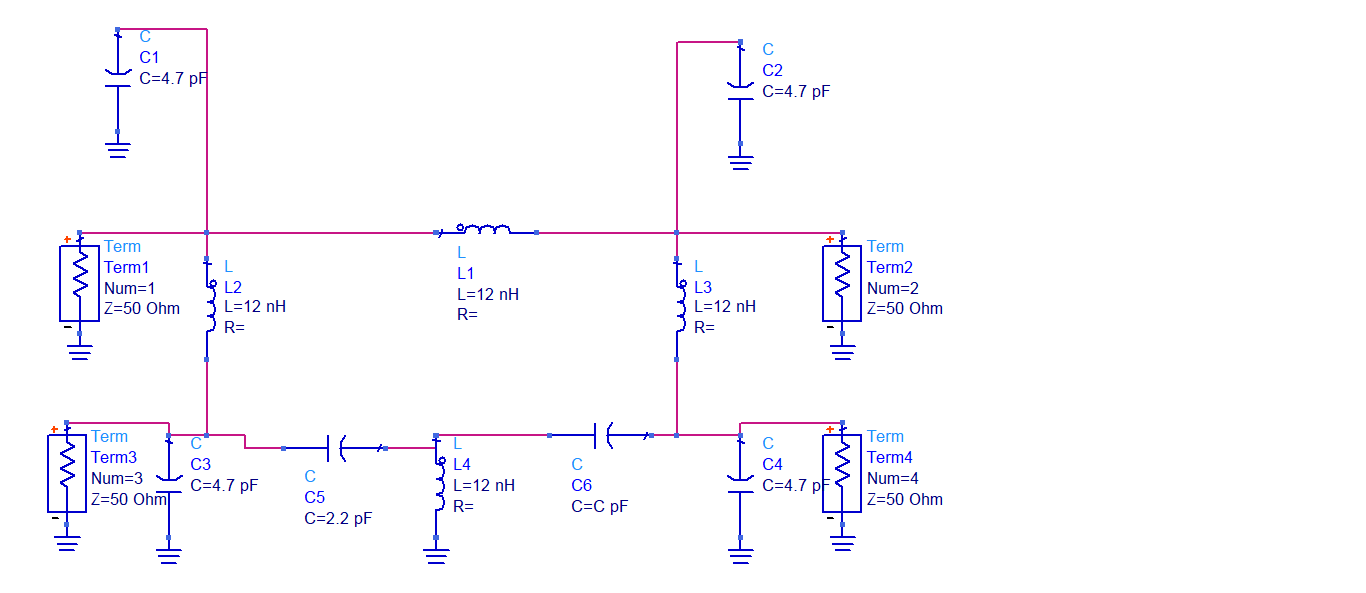 C
C1
C=4.7 pF
C
C2
C=4.7 pF
+
Term
Term1
Num=1
Z=50 Ohm
-
L
L2
L=12 nH
R=
L
L1
L=12 nH
R=
L
L3
L=12 nH
R=
+
Term
Term2
Num=2
Z=50 Ohm
-
+
Term
Term3
Num=3
Z=50 Ohm
-
C
C3
C=4.7 pF
C
C5
C=2.2 pF
L
L4
L=12 nH
R=
C
C6
C=C pF
C
C4
C=4.7 pF
+
Term
Term4
Num=4
Z=50 Ohm
-